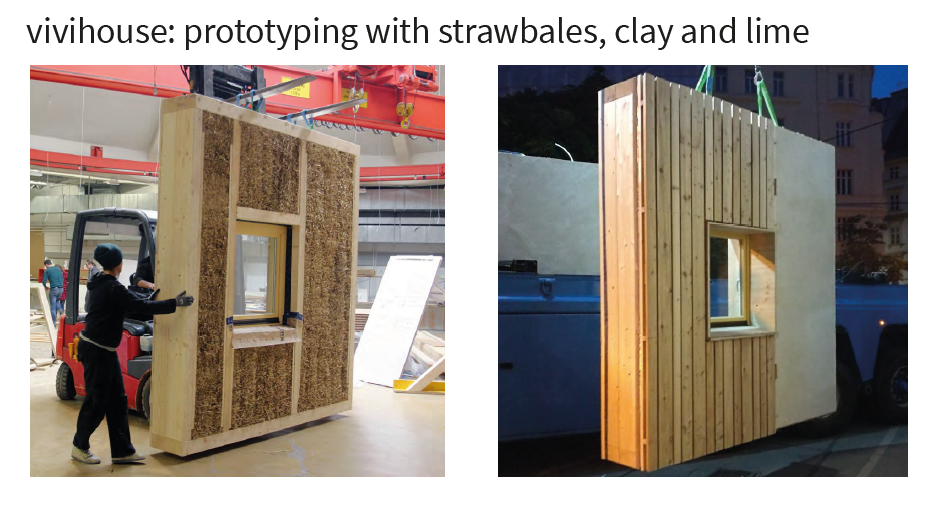 vivihouse: prototyping with strawbales, clay and lime